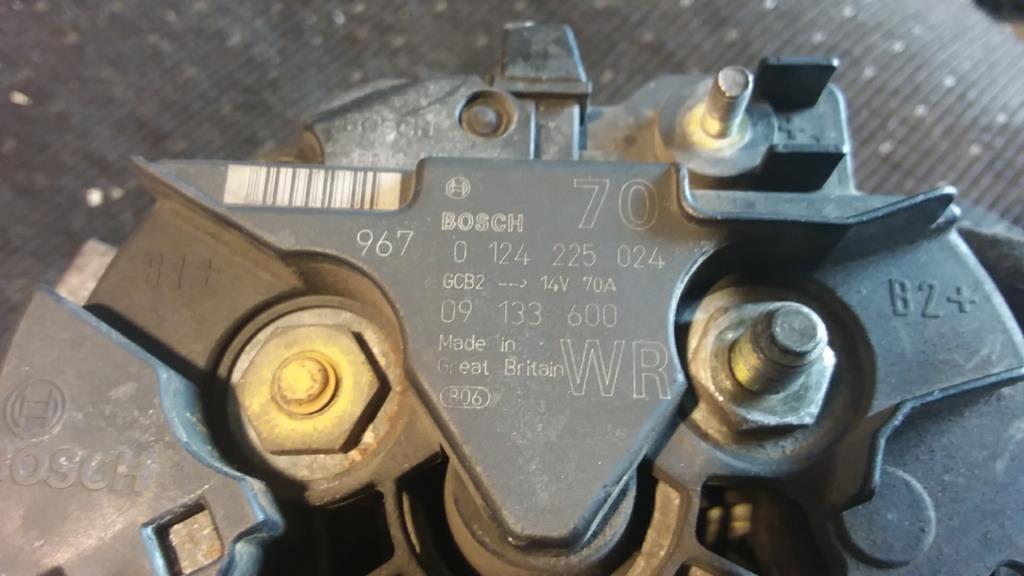 BOSCH
70
BOSCH
967
0 124 225 024
GCB2 --> 14V 70A
09 133 600
Made in
Great Britain
WR
806
B1+
B2+
BOSCH